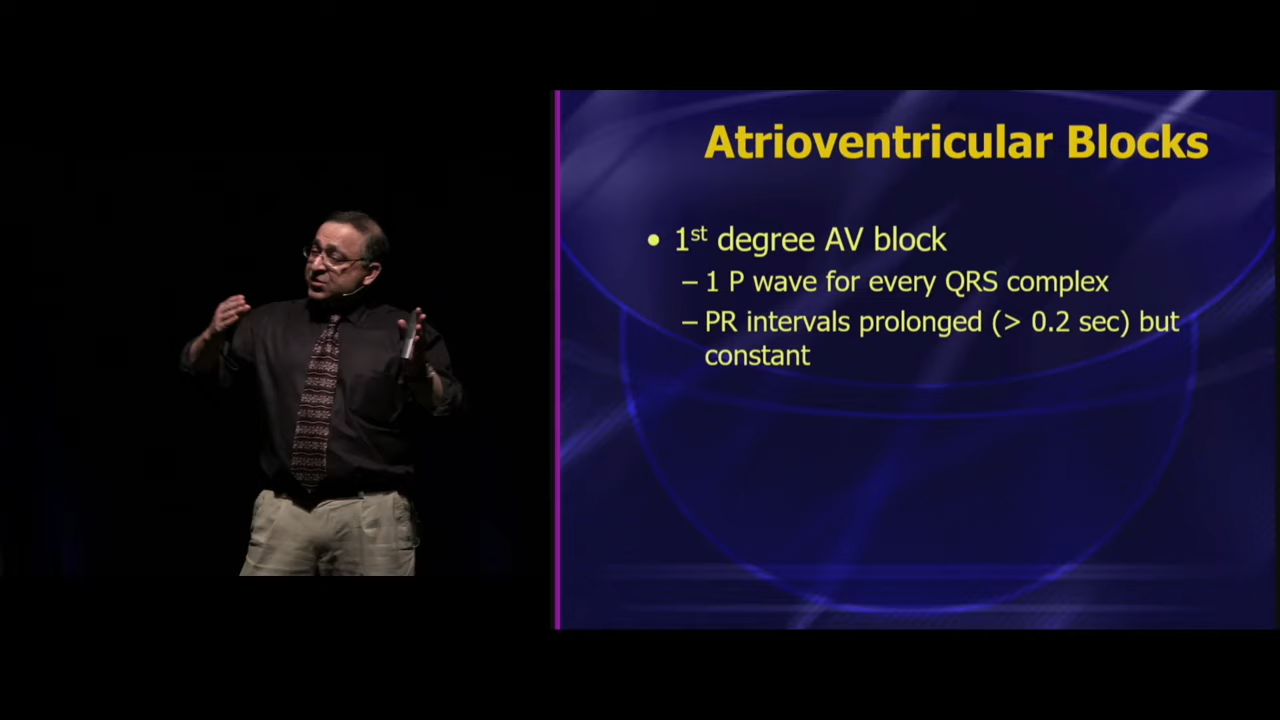 Atrioventricular Blocks
• 1st degree AV block
– 1 P wave for every QRS complex
– PR intervals prolonged (> 0.2 sec) but
constant